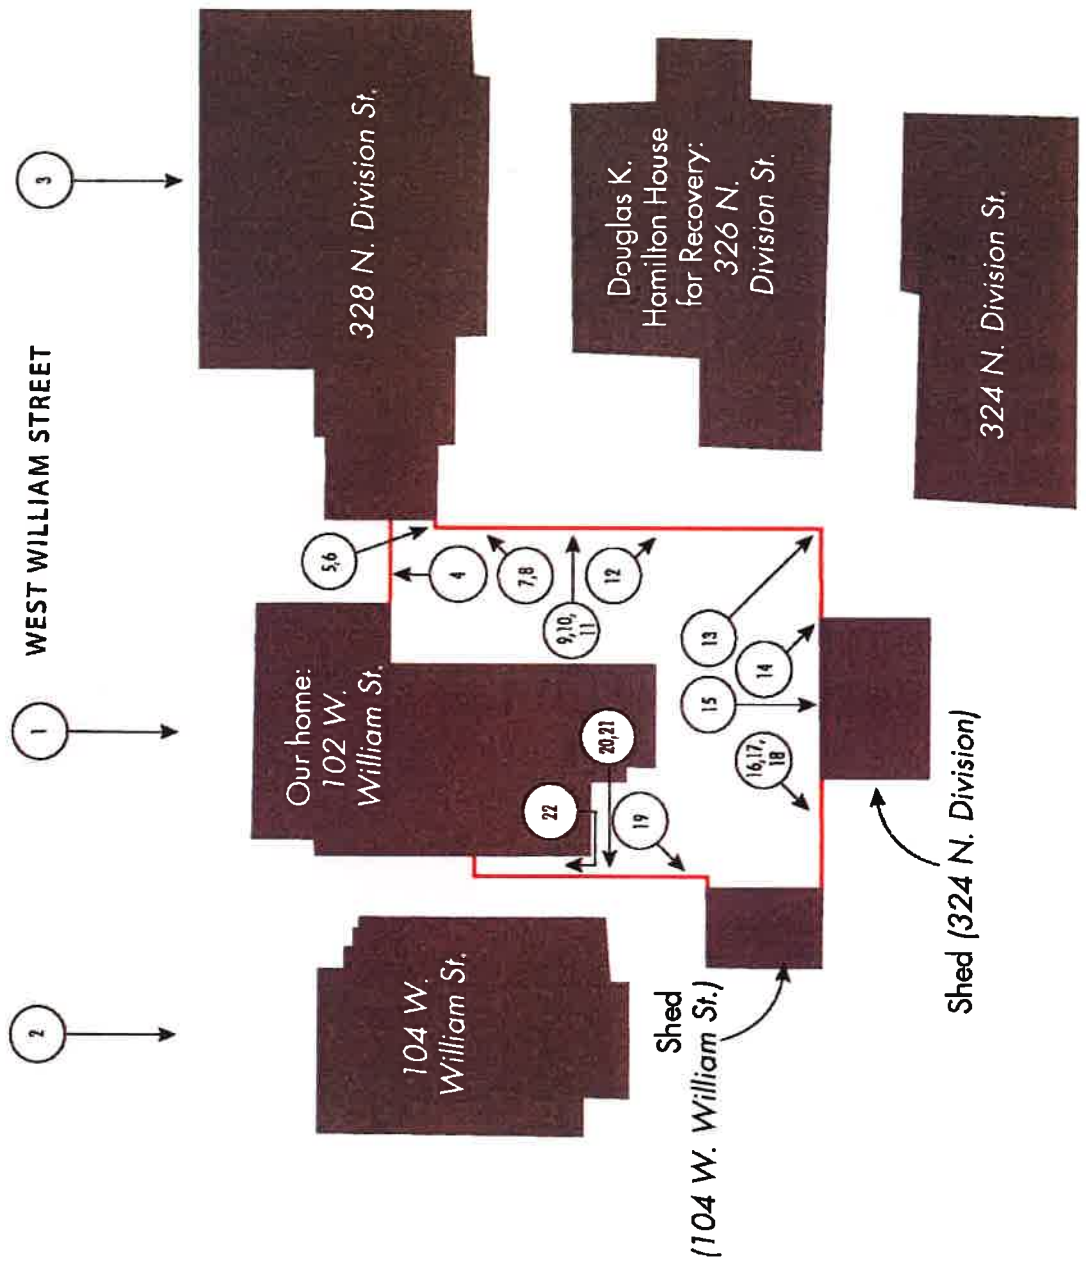 WEST WILLIAM STREET
3
1
2
328 N. Division St.
Douglas K.
Hamilton House
for Recovery:
326 N.
Division St.
324 N. Division St.
Our home:
102 W.
William St.
104 W.
William St.
5,6
4
7,8
9,10,
11
12
13
14
15
16,17,
18
19
20,21
22
Shed
(104 W. William St.)
Shed (324 N. Division)